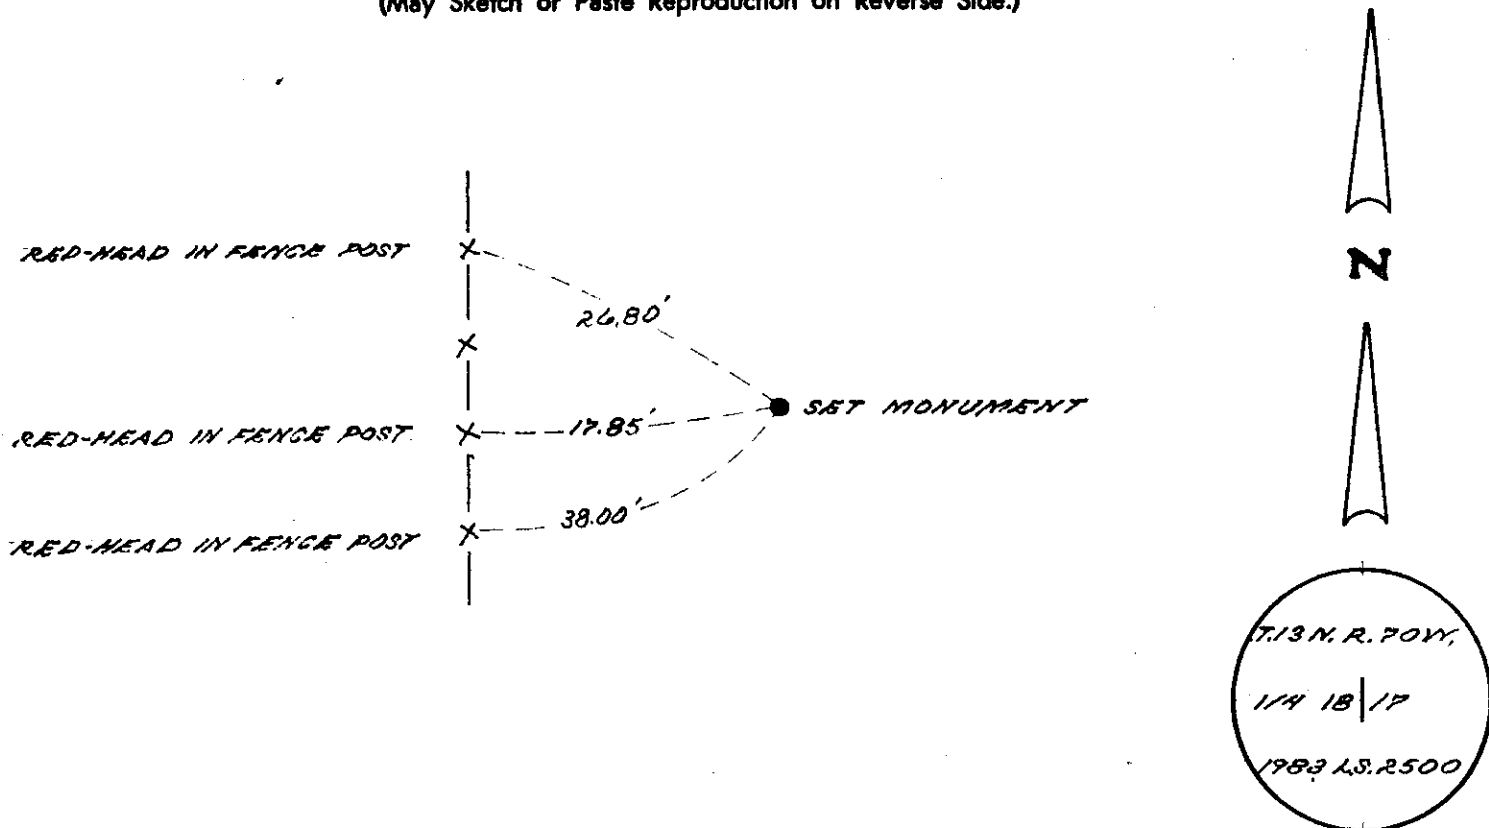 (May Sketch or Paste Reproduction on Reverse Side.)
N
RED-HEAD IN FENCE POST
26.80'
SET MONUMENT
RED-HEAD IN FENCE POST
17.85'
RED-HEAD IN FENCE POST
38.00'
T.13 N. R. 70W,
1/4 18 | 17
1983 L.S. 2500